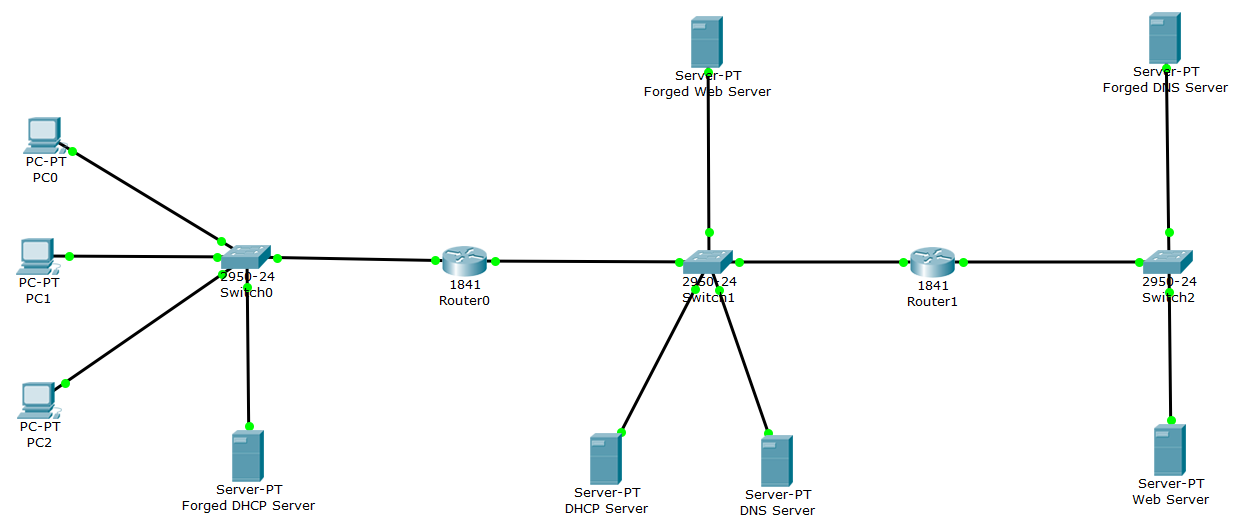 Server-PT
Forged Web Server
Server-PT
Forged DNS Server
PC-PT
PC0
PC-PT
PC1
2950-24
Switch0
1841
Router0
2950-24
Switch1
1841
Router1
2950-24
Switch2
PC-PT
PC2
Server-PT
Forged DHCP Server
Server-PT
DHCP Server
Server-PT
DNS Server
Server-PT
Web Server